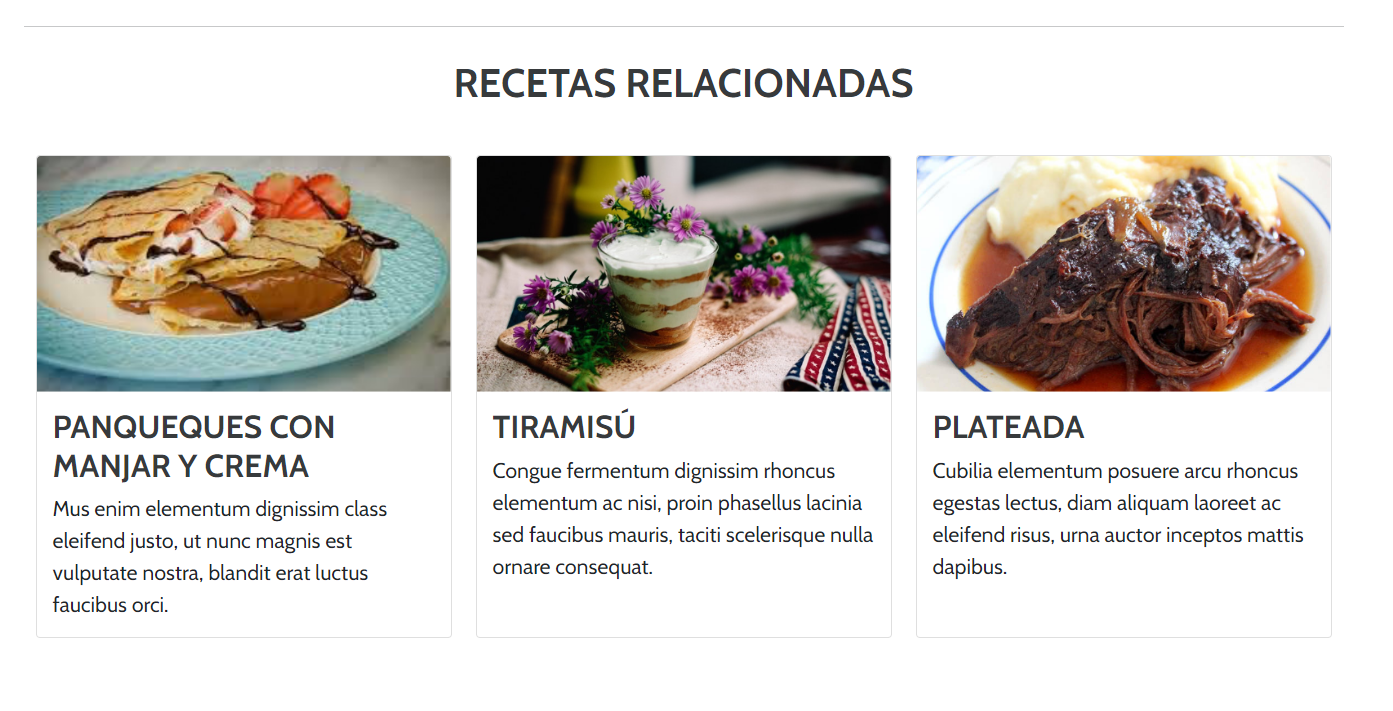 RECETAS RELACIONADAS
PANQUEQUES CON
MANJAR Y CREMA
Mus enim elementum dignissim class
eleifend justo, ut nunc magnis est
vulputate nostra, blandit erat luctus
faucibus orci.
TIRAMISÚ
Congue fermentum dignissim rhoncus
elementum ac nisi, proin phasellus lacinia
sed faucibus mauris, taciti scelerisque nulla
ornare consequat.
PLATEADA
Cubilia elementum posuere arcu rhoncus
egestas lectus, diam aliquam laoreet ac
eleifend risus, urna auctor inceptos mattis
dapibus.